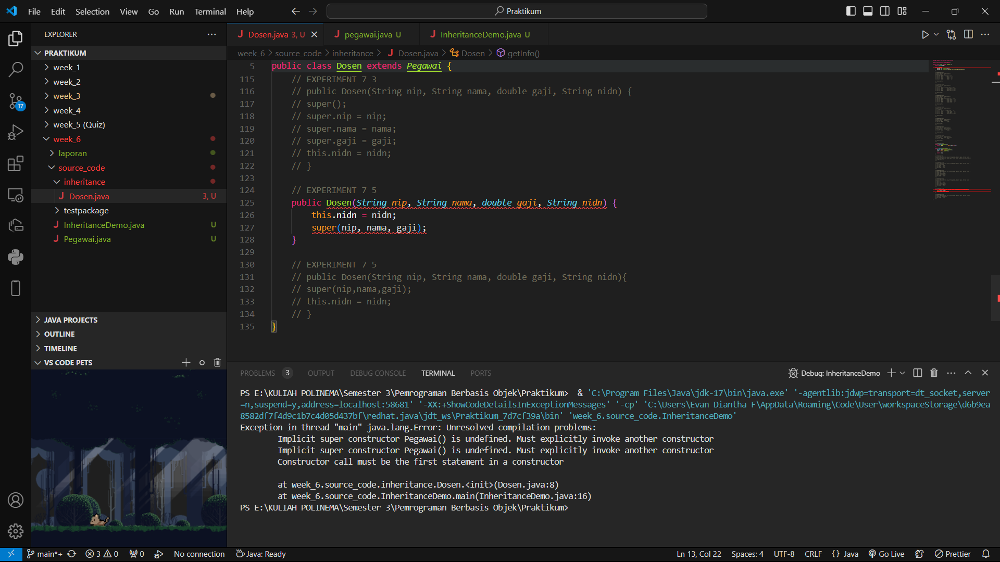 File Edit Selection View Go Run Terminal Help
Praktikum
EXPLORER
PRAKTIKUM
week_1
week_2
week_3
week_4
week_5 (Quiz)
week_6
laporan
source_code
inheritance
Dosen.java 3, U
testpackage
InheritanceDemo.java U
Pegawai.java U
JAVA PROJECTS
OUTLINE
TIMELINE
VS CODE PETS
17
Dosen.java 3, U
pegawai.java U
InheritanceDemo.java U
week_6 > source_code > inheritance > Dosen.java > Dosen > getInfo()
5 public class Dosen extends Pegawai {
115 // EXPERIMENT 7 3
116 // public Dosen(String nip, String nama, double gaji, String nidn) {
117 // super();
118 // super.nip = nip;
119 // super.nama = nama;
120 // super.gaji = gaji;
121 // this.nidn = nidn;
122 // }
123
124 // EXPERIMENT 7 5
125 public Dosen(String nip, String nama, double gaji, String nidn) {
126 this.nidn = nidn;
127 super(nip, nama, gaji);
128 }
129
130 // EXPERIMENT 7 5
131 // public Dosen(String nip, String nama, double gaji, String nidn){
132 // super(nip,nama,gaji);
133 // this.nidn = nidn;
134 // }
135 }
PROBLEMS 3 OUTPUT DEBUG CONSOLE TERMINAL PORTS
Debug: InheritanceDemo
PS E:\KULIAH POLINEMA\Semester 3\Pemrograman Berbasis Objek\Praktikum>  & 'C:\Program Files\Java\jdk-17\bin\java.exe' '-agentlib:jdwp=transport=dt_socket,server
=n,suspend=y,address=localhost:58681' '-XX:+ShowCodeDetailsInExceptionMessages' '-cp' 'C:\Users\Evan Diantha F\AppData\Roaming\Code\User\workspaceStorage\d6b9ea
8582df7f4d9c1b7c4d05d437bf\redhat.java\jdt_ws\Praktikum_7d7cf39a\bin' 'week_6.source_code.InheritanceDemo'
Exception in thread "main" java.lang.Error: Unresolved compilation problems:
Implicit super constructor Pegawai() is undefined. Must explicitly invoke another constructor
Implicit super constructor Pegawai() is undefined. Must explicitly invoke another constructor
Constructor call must be the first statement in a constructor
at week_6.source_code.inheritance.Dosen.<init>(Dosen.java:8)
at week_6.source_code.InheritanceDemo.main(InheritanceDemo.java:16)
PS E:\KULIAH POLINEMA\Semester 3\Pemrograman Berbasis Objek\Praktikum>
main*+ 3 0 0 No connection Java: Ready
Ln 13, Col 22 Spaces: 4 UTF-8 CRLF {} Java Go Live Prettier